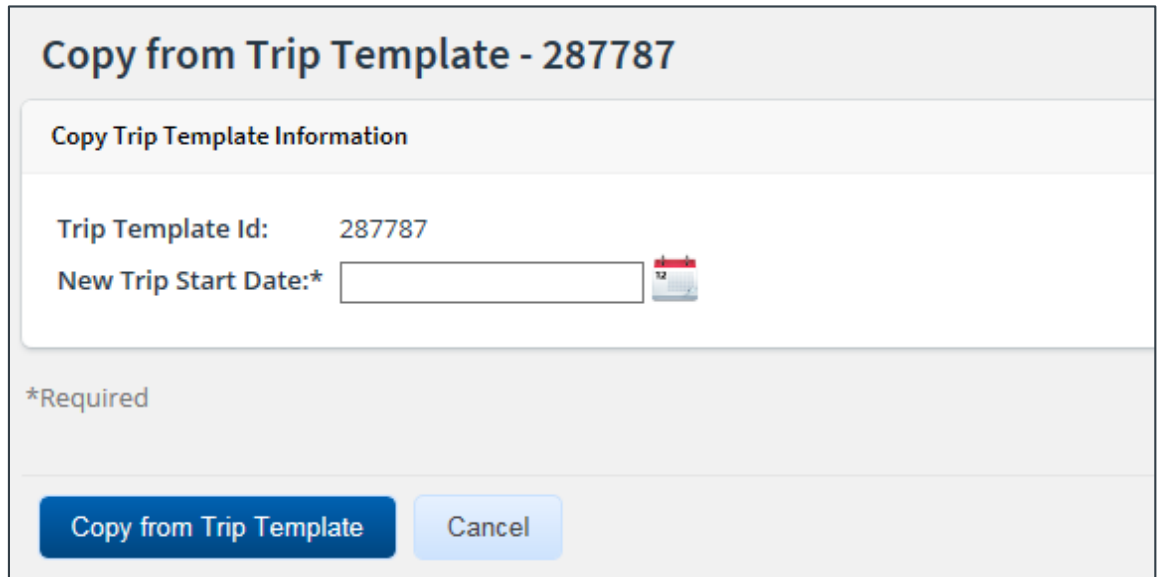 Copy from Trip Template - 287787
Copy Trip Template Information
Trip Template Id: 287787
New Trip Start Date:*
12
*Required
Copy from Trip Template Cancel